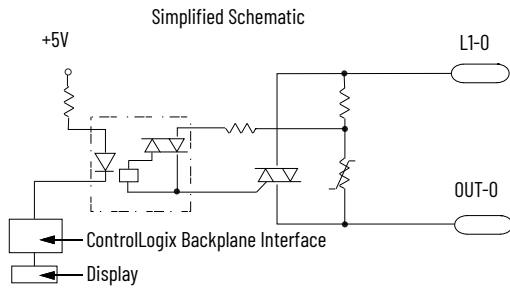 Simplified Schematic
+5V
L1-0
OUT-0
ControlLogix Backplane Interface
Display